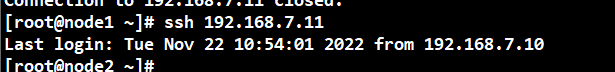 Connection to 192.168.7.11 closed.
[root@node1 ~]# ssh 192.168.7.11
Last login: Tue Nov 22 10:54:01 2022 from 192.168.7.10
[root@node2 ~]#